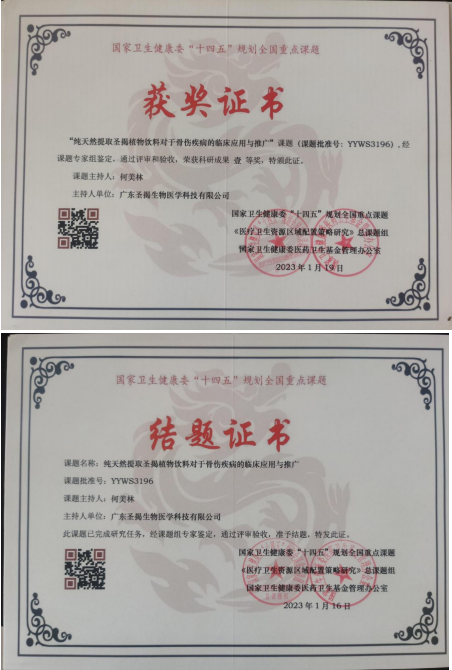 国家卫生健康委“十四五”规划全国重点课题
获奖证书
“纯天然提取圣揭植物饮料对于骨伤疾病的临床应用与推广”课题（课题批准号：YYWS3196）,经
课题专家组鉴定，通过评审和验收，荣获科研成果 壹 等奖，特颁此证。
课题主持人：何美林
主持人单位：广东圣揭生物医学科技有限公司
国家卫生健康委“十四五”规划全国重点课题
《医疗卫生资源区域配置策略研究》总课题组
国家卫生健康委医药卫生基金管理办公室
2023年1月19日
国家卫生健康委“十四五”规划全国重点课题
结题证书
课题名称：纯天然提取圣揭植物饮料对于骨伤疾病的临床应用与推广
课题批准号：YYWS3196
课题主持人：何美林
主持人单位：广东圣揭生物医学科技有限公司
此课题已完成研究任务，经课题组专家鉴定，通过评审验收，准予结题，特发此证。
国家卫生健康委“十四五”规划全国重点课题
《医疗卫生资源区域配置策略研究》总课题组
国家卫生健康委医药卫生基金管理办公室
2023年1月16日